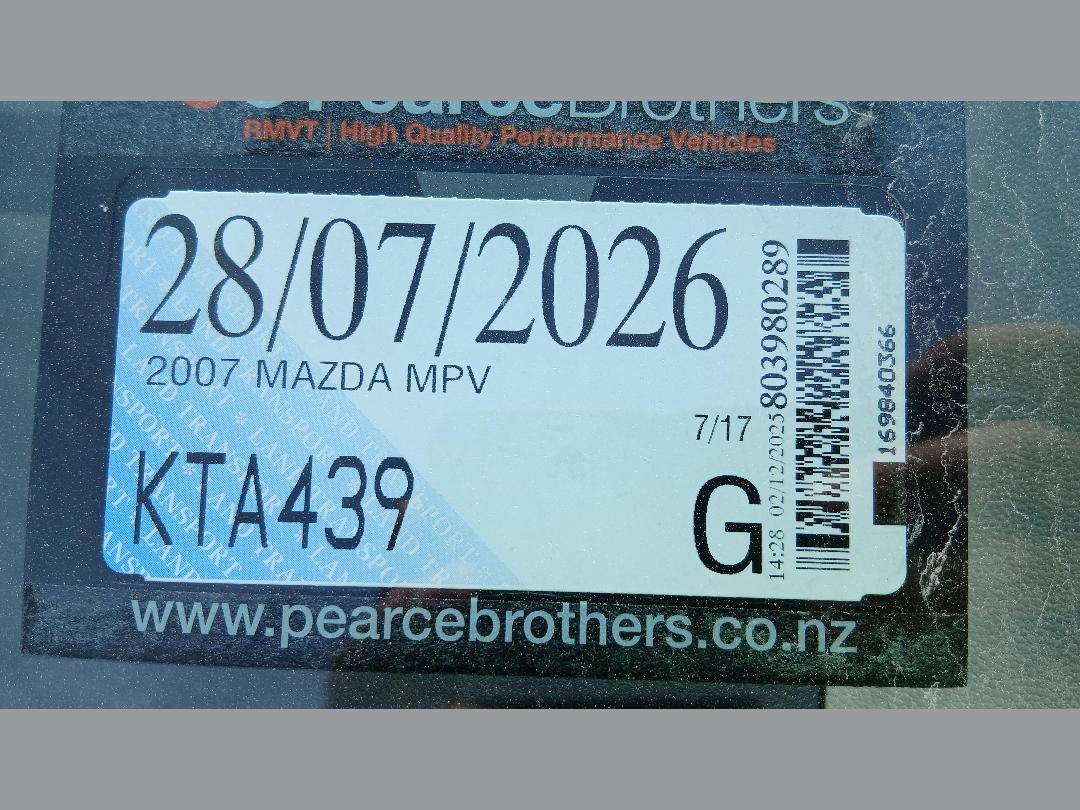 PearceBrothers
RMVT | High Quality Performance Vehicles
28/07/2026
2007 MAZDA MPV
7/17
KTA439
G
14:28 02/12/2025 803980289
169840366
www.pearcebrothers.co.nz